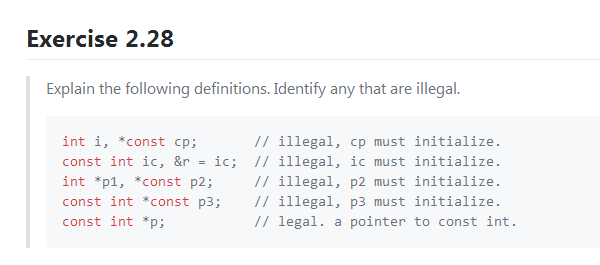 Exercise 2.28
Explain the following definitions. Identify any that are illegal.
int i, *const cp;       // illegal, cp must initialize.
const int ic, &r = ic;  // illegal, ic must initialize.
int *p1, *const p2;     // illegal, p2 must initialize.
const int *const p3;    // illegal, p3 must initialize.
const int *p;           // legal. a pointer to const int.